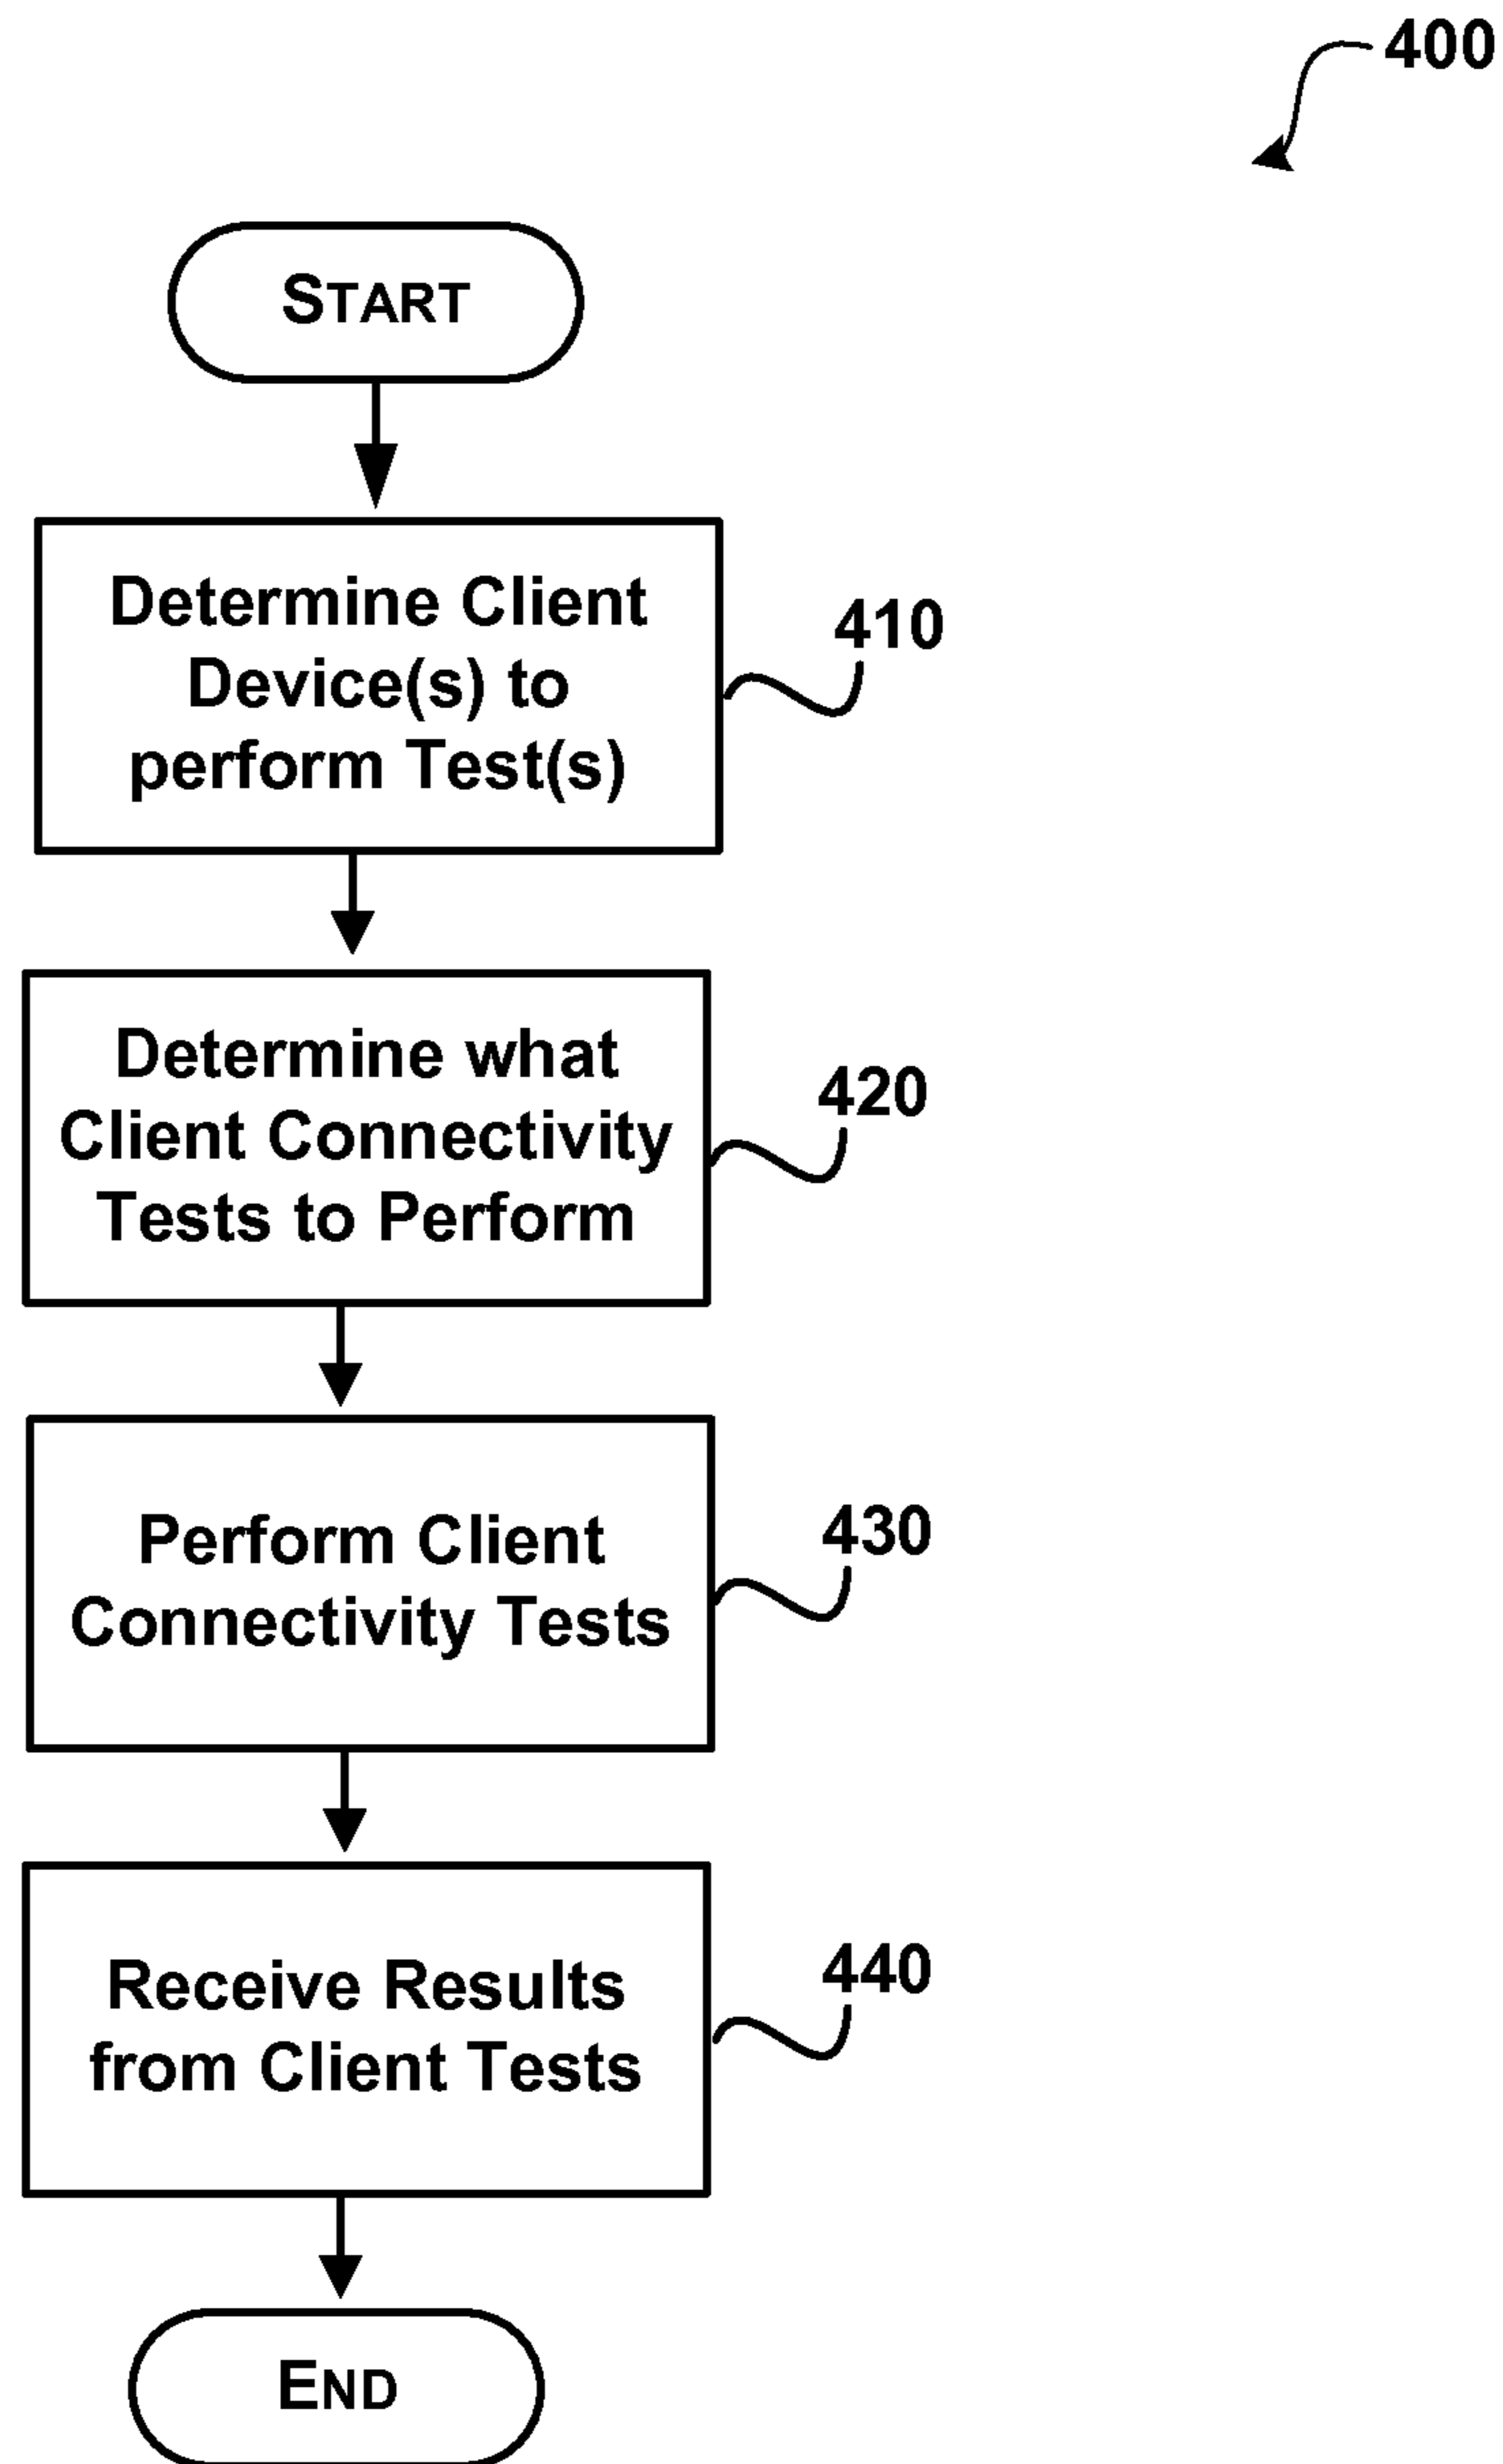 400
START
Determine Client
Device(s) to
perform Test(s)
410
Determine what
Client Connectivity
Tests to Perform
420
Perform Client
Connectivity Tests
430
Receive Results
from Client Tests
440
END